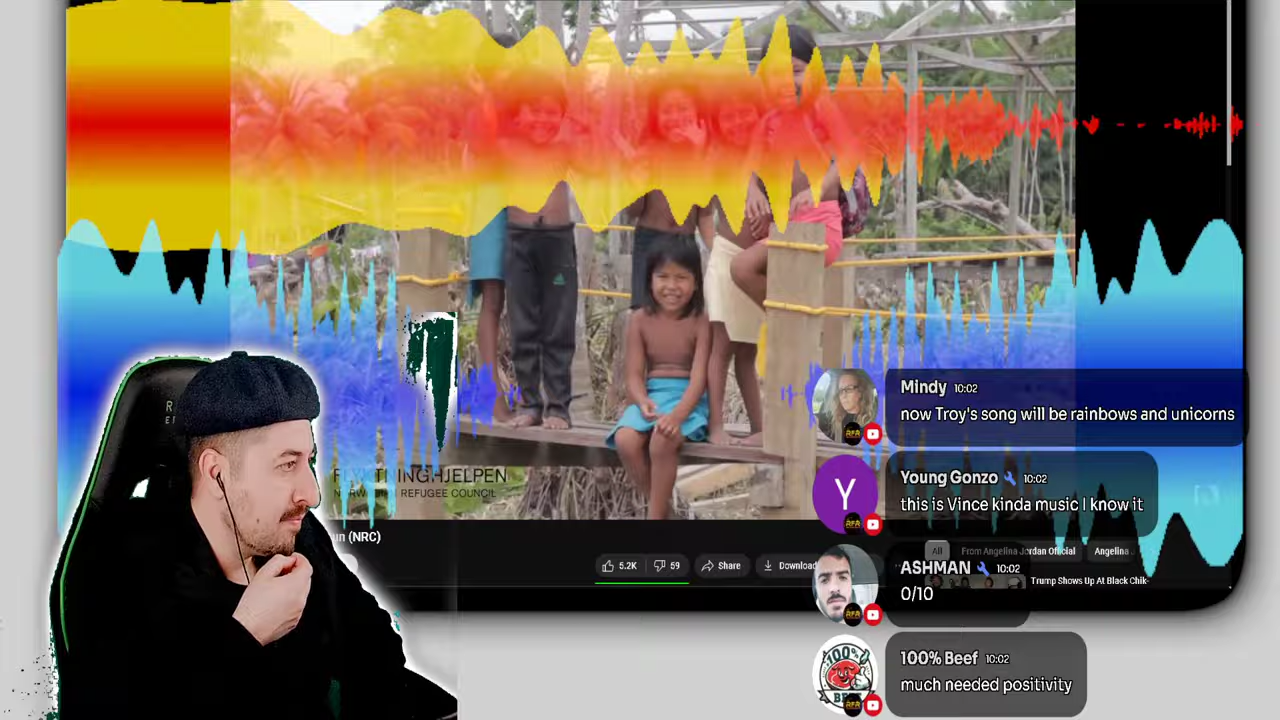 FLYKTNINGHJELPEN
REFUGEE COUNCIL
(NRC)
5.2K
59
Share
Download
All
From Angelina Jordan Official
Angelina
Trump Shows Up At Black Chik-
Mindy 10:02
now Troy's song will be rainbows and unicorns
Y
Young Gonzo 10:02
this is Vince kinda music I know it
ASHMAN 10:02
0/10
100% Beef 10:02
much needed positivity
100%